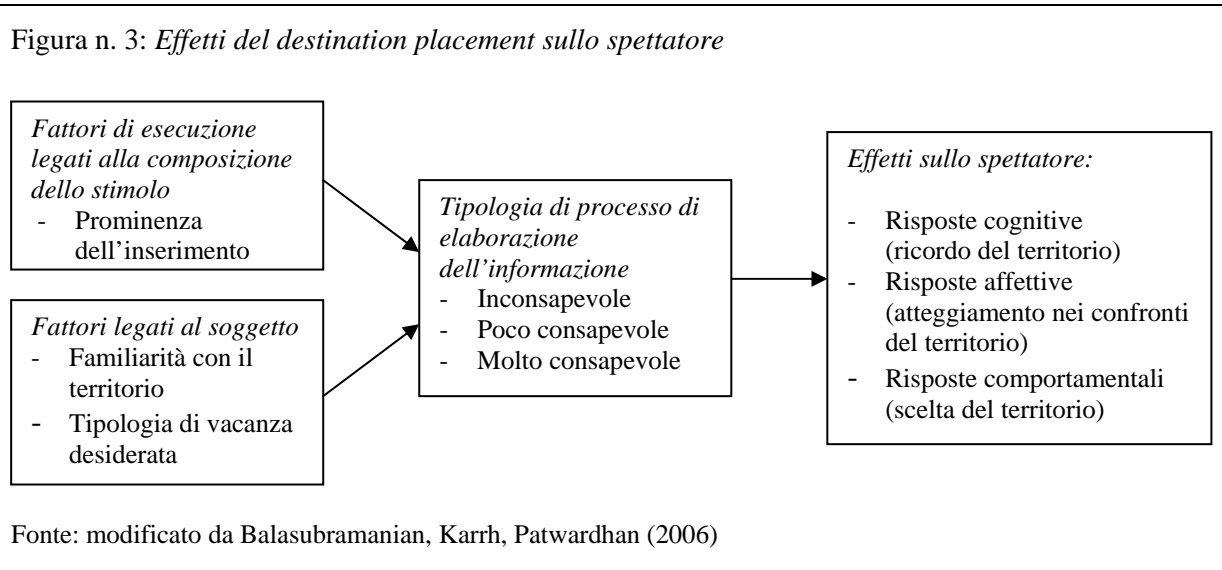 Figura n. 3: Effetti del destination placement sullo spettatore
Fattori di esecuzione
legati alla composizione
dello stimolo
- Prominenza
dell’inserimento
Fattori legati al soggetto
- Familiarità con il
territorio
- Tipologia di vacanza
desiderata
Tipologia di processo di
elaborazione
dell’informazione
- Inconsapevole
- Poco consapevole
- Molto consapevole
Effetti sullo spettatore:
- Risposte cognitive
(ricordo del territorio)
- Risposte affettive
(atteggiamento nei confronti
del territorio)
- Risposte comportamentali
(scelta del territorio)
Fonte: modificato da Balasubramanian, Karrh, Patwardhan (2006)